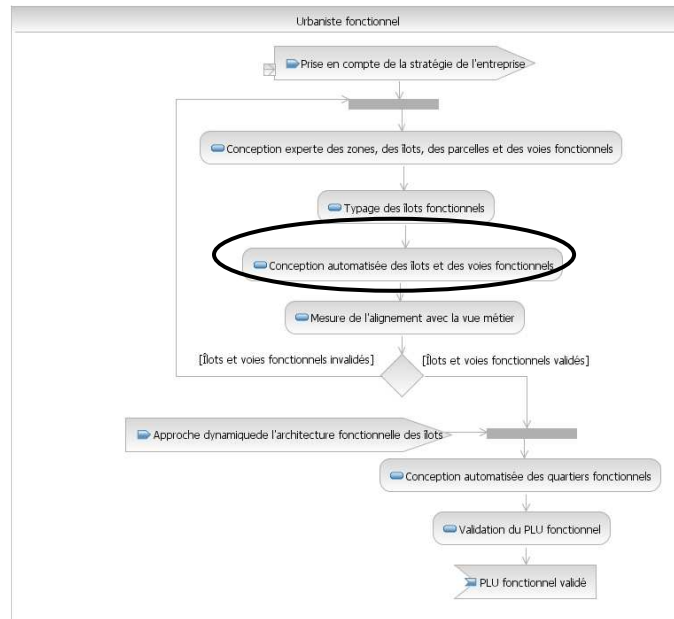 Urbaniste fonctionnel
Prise en compte de la stratégie de l'entreprise
Conception experte des zones, des îlots, des parcelles et des voies fonctionnels
Typage des îlots fonctionnels
Conception automatisée des îlots et des voies fonctionnels
Mesure de l'alignement avec la vue métier
[Îlots et voies fonctionnels invalidés] [Îlots et voies fonctionnels validés]
Approche dynamiquede l'architecture fonctionnelle des îlots
Conception automatisée des quartiers fonctionnels
Validation du PLU fonctionnel
PLU fonctionnel validé